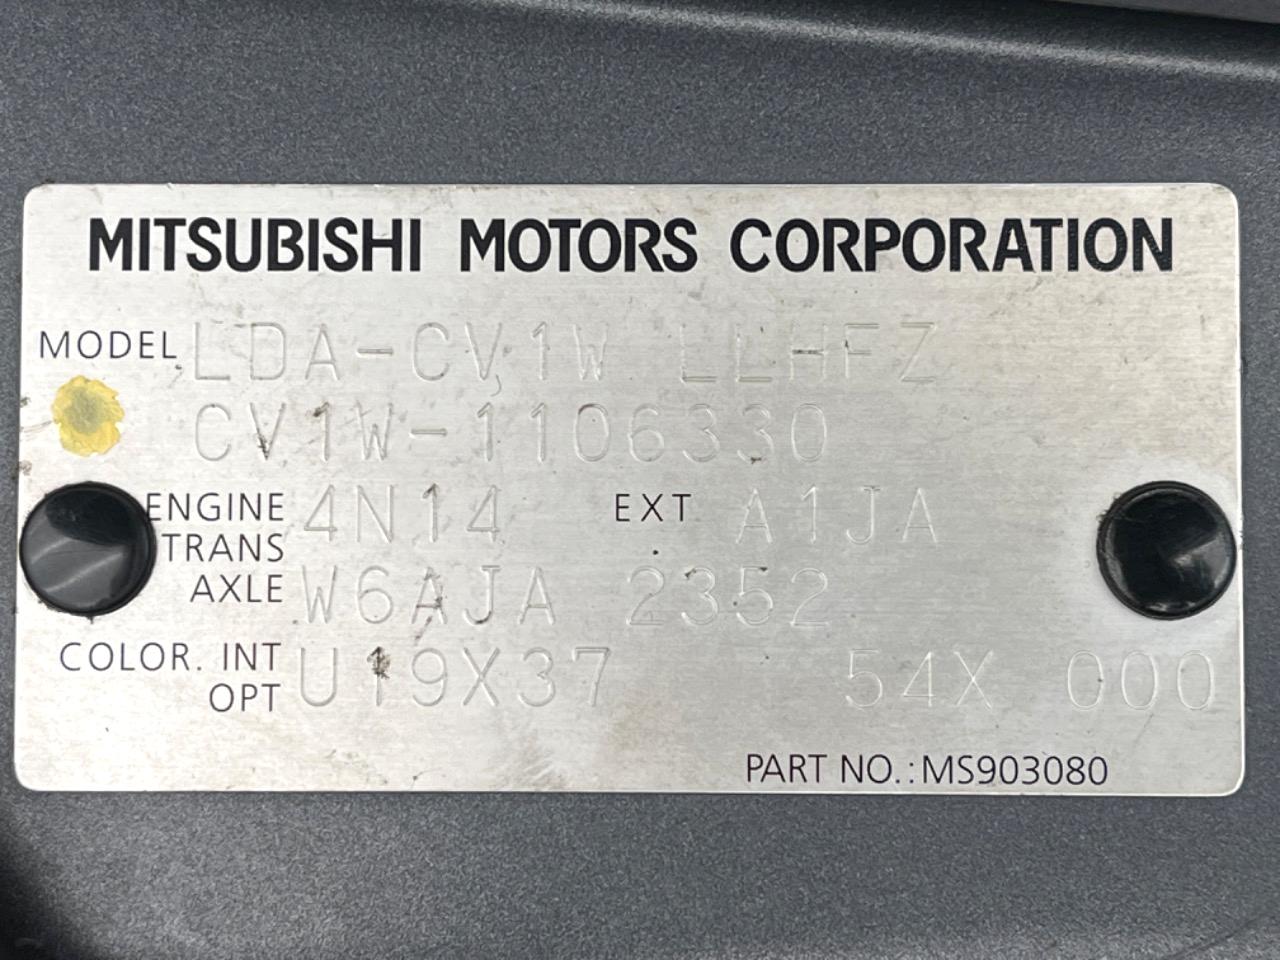 MITSUBISHI MOTORS CORPORATION
MODEL LDA-CV1W LLHFZ
CV1W-1106330
ENGINE 4N14 EXT A1JA
TRANS
AXLE W6AJA 2352
COLOR. INT U19X37 54X 000
OPT
PART NO.:MS903080